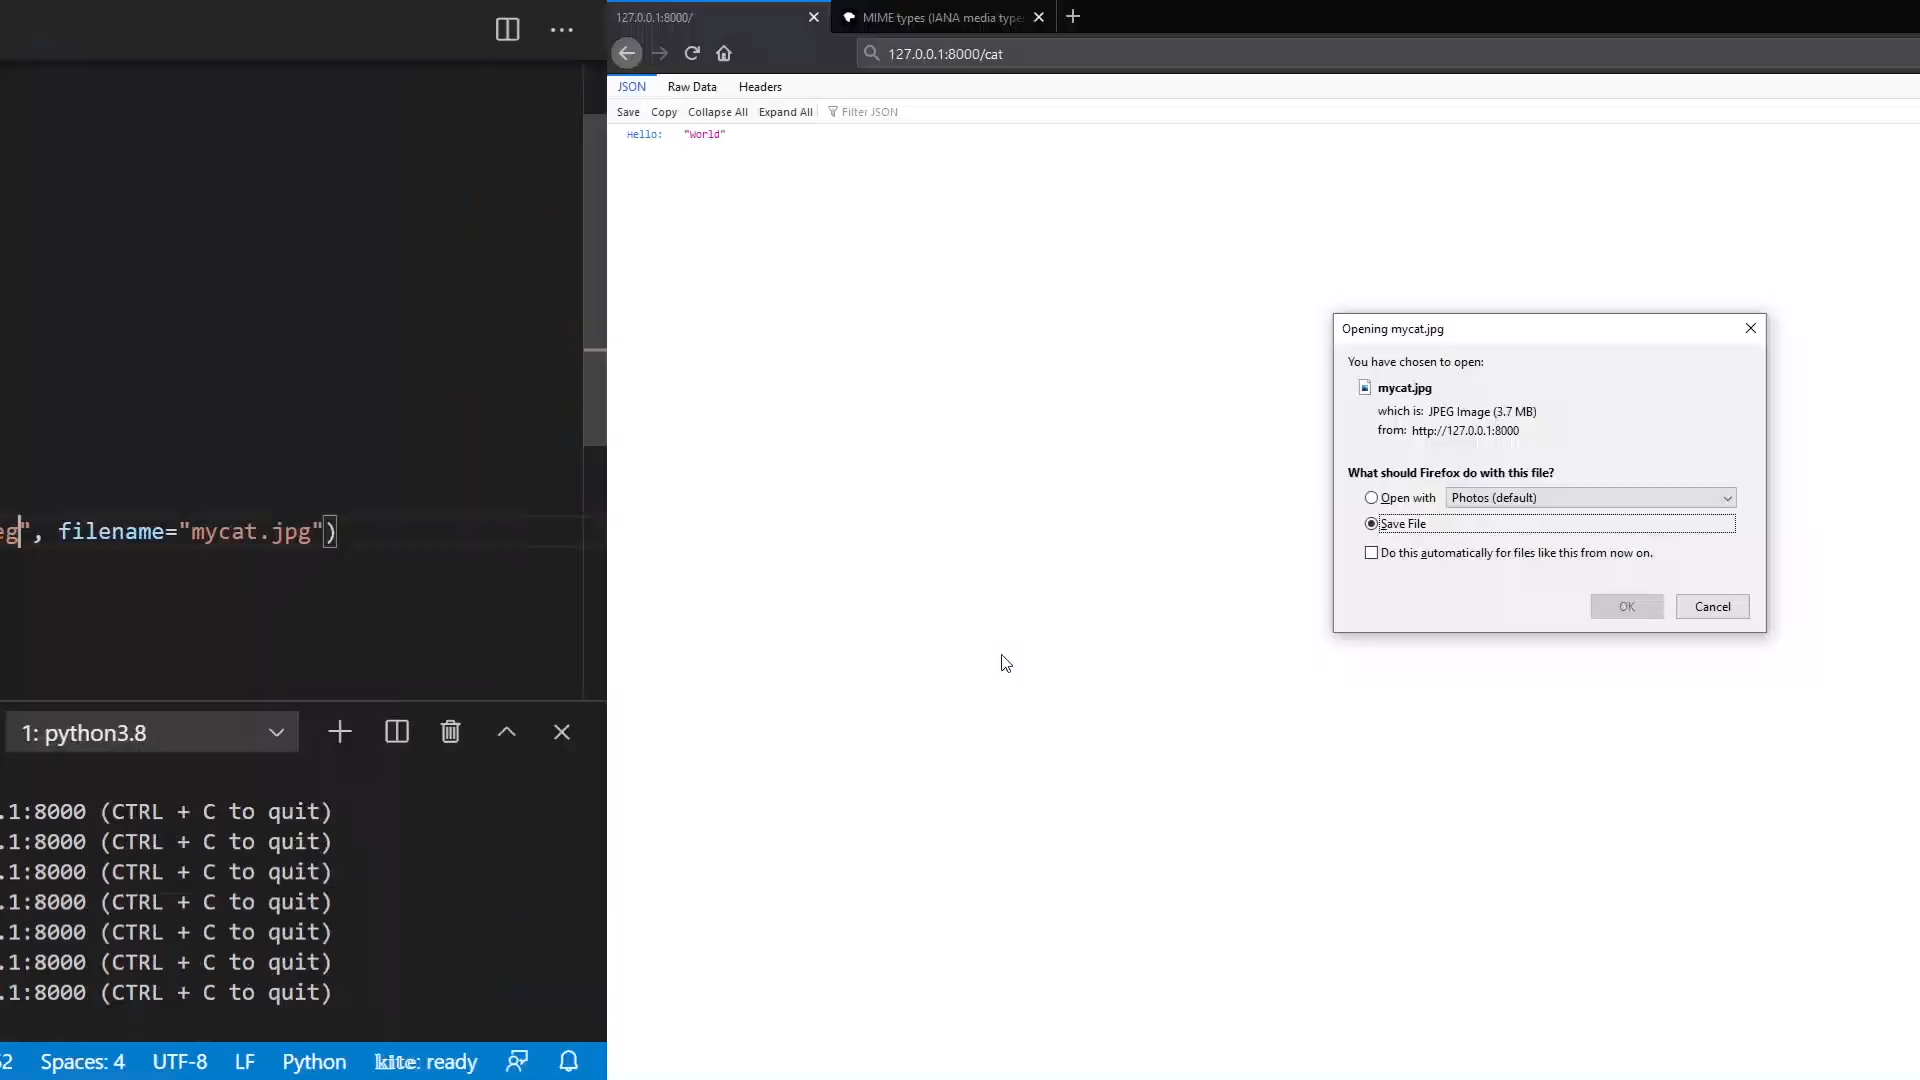 127.0.0.1:8000/
MIME types (IANA media type
127.0.0.1:8000/cat
JSON Raw Data Headers
Save Copy Collapse All Expand All Filter JSON
Hello: "World"
eg", filename="mycat.jpg")
Opening mycat.jpg
You have chosen to open:
mycat.jpg
which is: JPEG Image (3.7 MB)
from: http://127.0.0.1:8000
What should Firefox do with this file?
Open with Photos (default)
Save File
Do this automatically for files like this from now on.
OK Cancel
1: python3.8
.1:8000 (CTRL + C to quit)
.1:8000 (CTRL + C to quit)
.1:8000 (CTRL + C to quit)
.1:8000 (CTRL + C to quit)
.1:8000 (CTRL + C to quit)
.1:8000 (CTRL + C to quit)
.1:8000 (CTRL + C to quit)
2 Spaces: 4 UTF-8 LF Python kite: ready